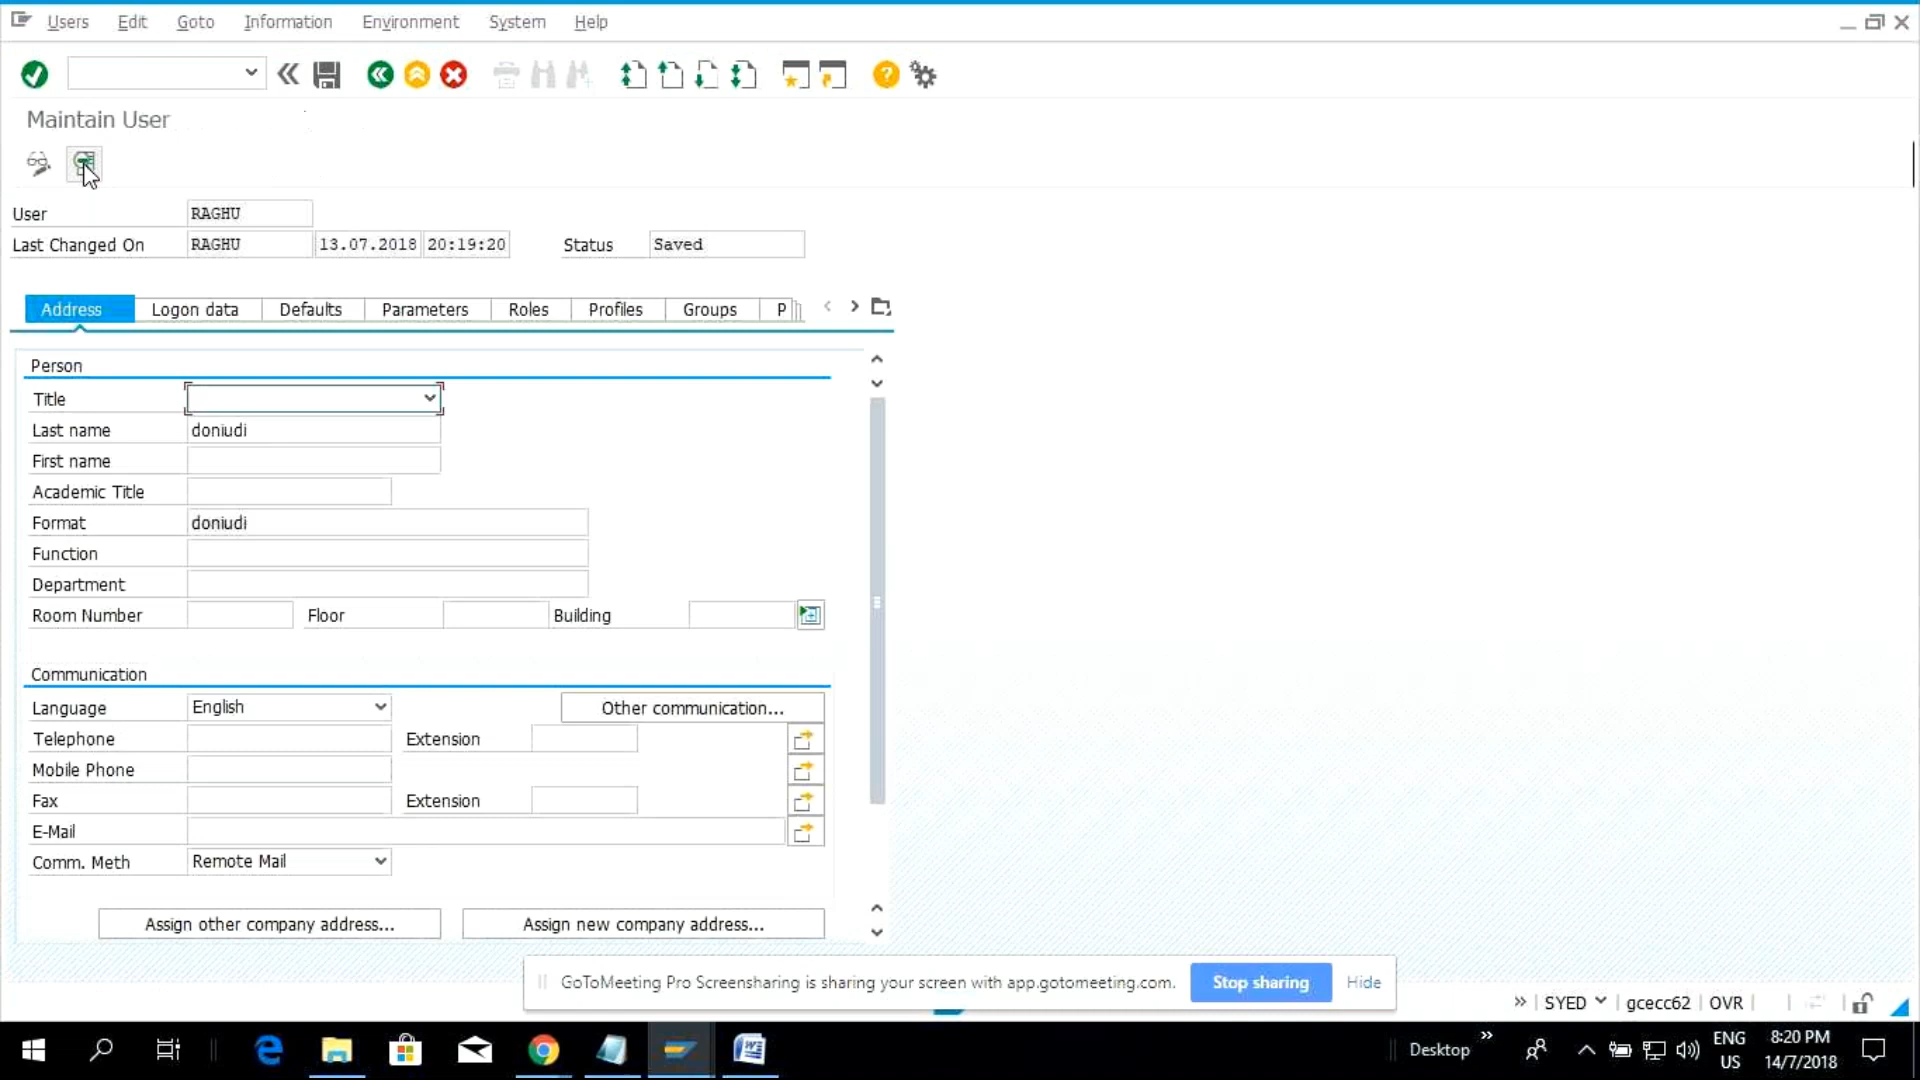 Users Edit Goto Information Environment System Help
Maintain User
User RAGHU
Last Changed On RAGHU 13.07.2018 20:19:20 Status Saved
Address Logon data Defaults Parameters Roles Profiles Groups P
Person
Title
Last name doniudi
First name
Academic Title
Format doniudi
Function
Department
Room Number Floor Building
Communication
Language English Other communication...
Telephone Extension
Mobile Phone
Fax Extension
E-Mail
Comm. Meth Remote Mail
Assign other company address... Assign new company address...
GoToMeeting Pro Screensharing is sharing your screen with app.gotomeeting.com. Stop sharing Hide
SYED gcecc62 OVR
Desktop ENG 8:20 PM
US 14/7/2018